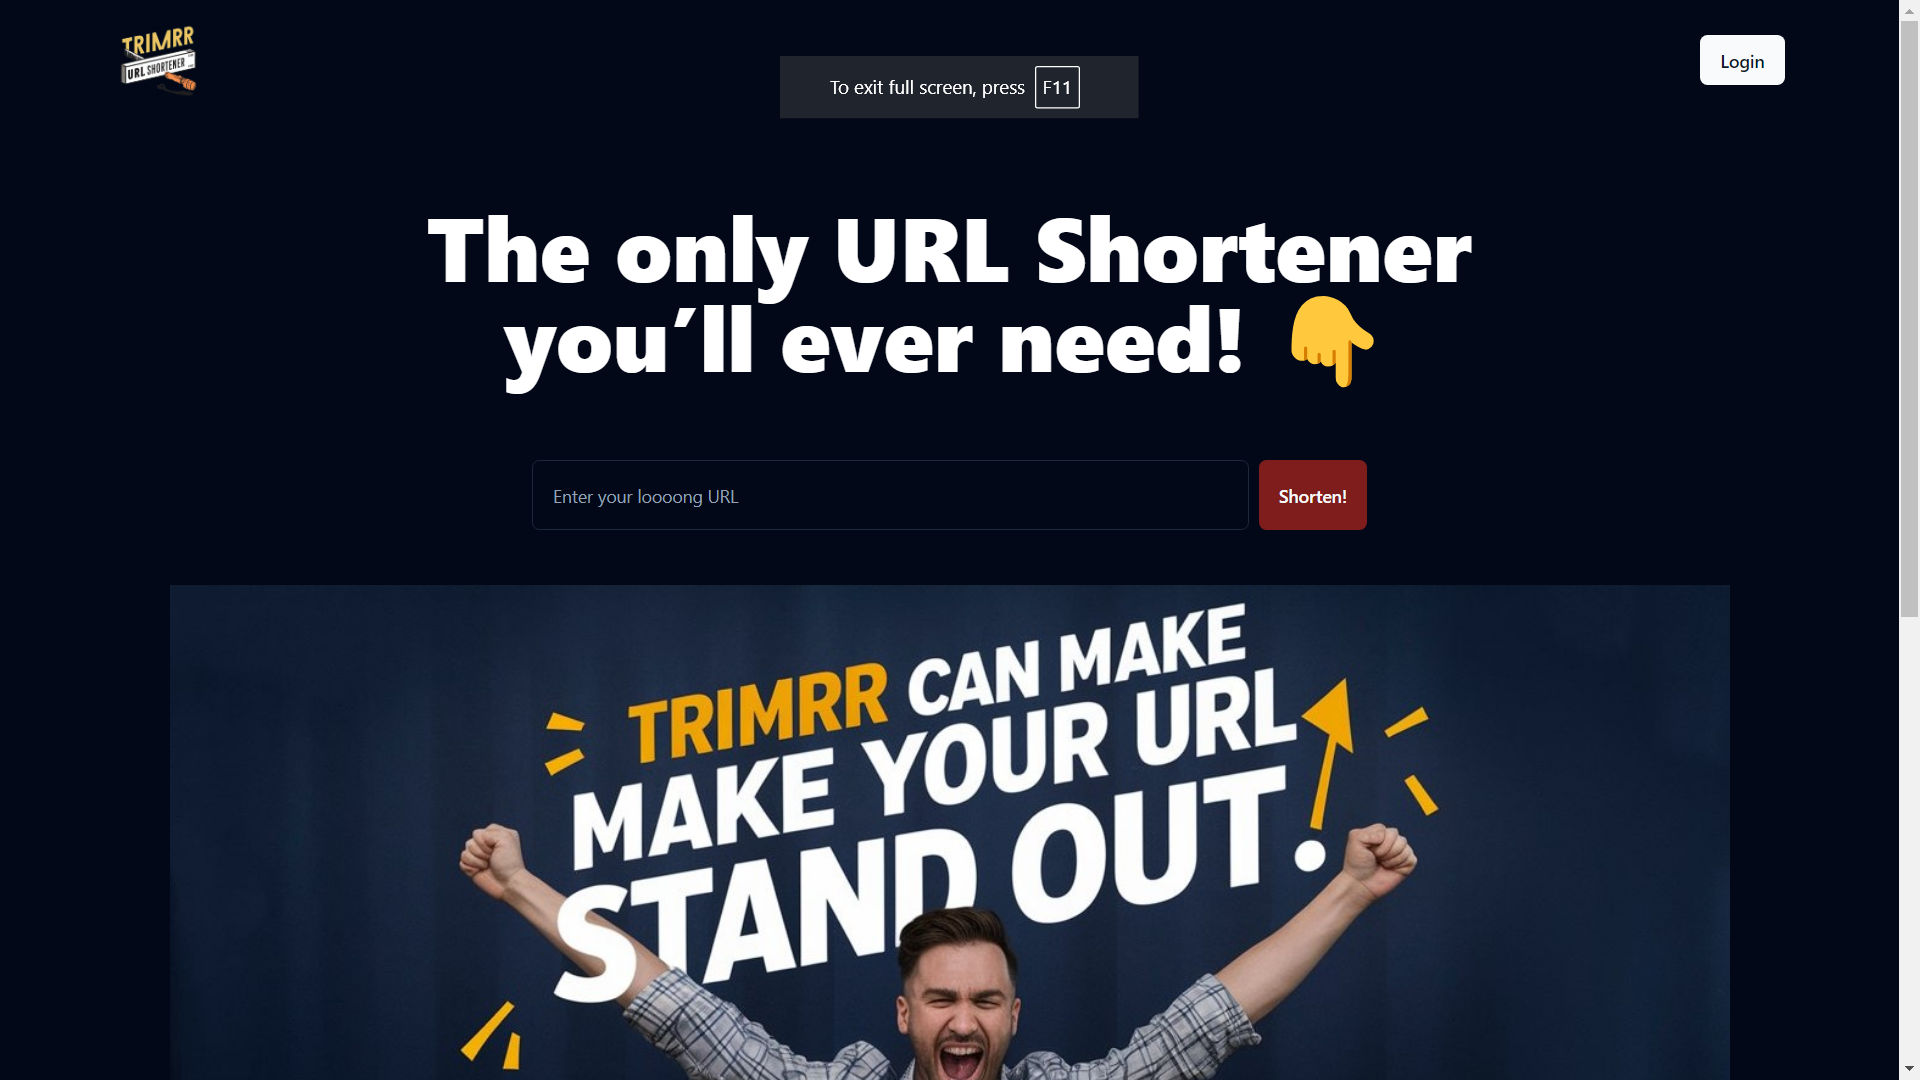 TRIMRR
URL SHORTENER
Login
To exit full screen, press F11
The only URL Shortener
you’ll ever need! 👇
Enter your loooong URL
Shorten!
TRIMRR CAN MAKE
MAKE YOUR URL
STAND OUT!